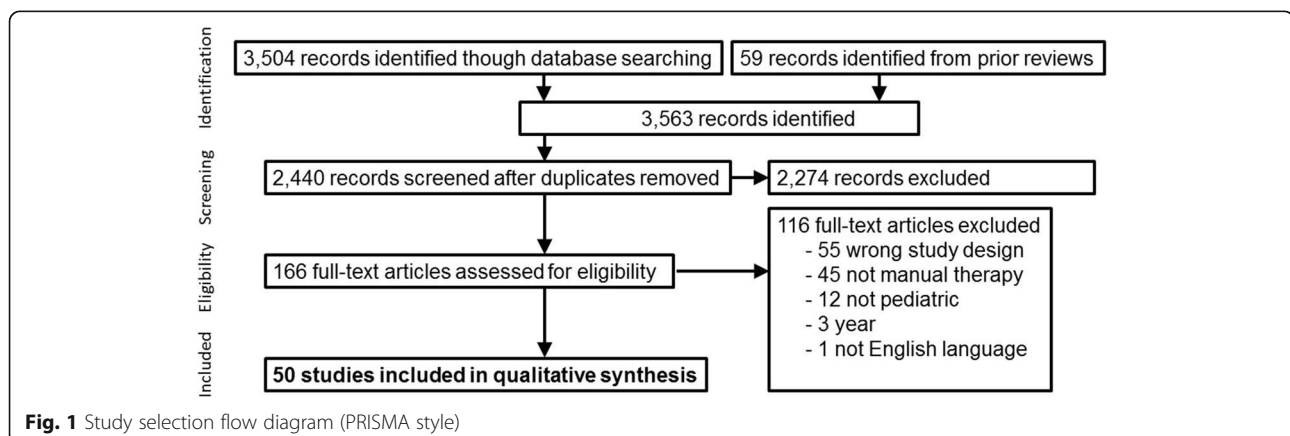 Identification
3,504 records identified though database searching
59 records identified from prior reviews
3,563 records identified
Screening
2,440 records screened after duplicates removed
2,274 records excluded
Eligibility
166 full-text articles assessed for eligibility
116 full-text articles excluded
- 55 wrong study design
- 45 not manual therapy
- 12 not pediatric
- 3 year
- 1 not English language
Included
50 studies included in qualitative synthesis
Fig. 1 Study selection flow diagram (PRISMA style)